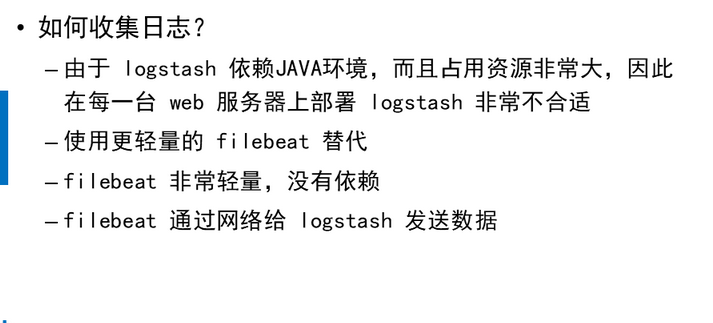 • 如何收集日志？
– 由于 logstash 依赖JAVA环境，而且占用资源非常大，因此
在每一台 web 服务器上部署 logstash 非常不合适
– 使用更轻量的 filebeat 替代
– filebeat 非常轻量，没有依赖
– filebeat 通过网络给 logstash 发送数据